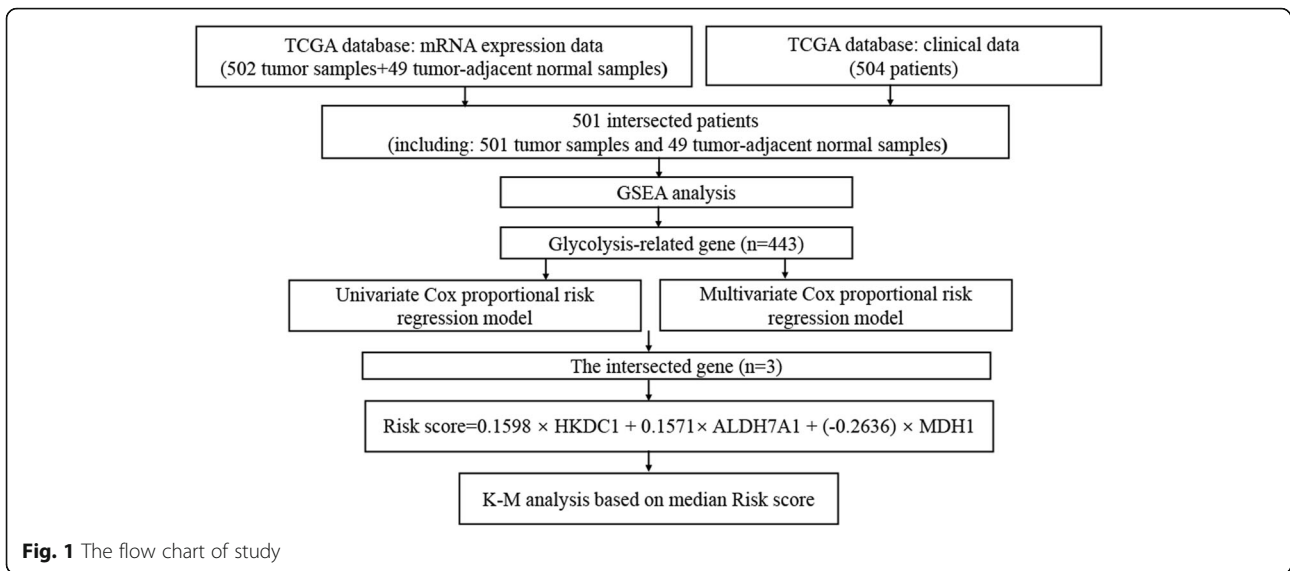 TCGA database: mRNA expression data
(502 tumor samples+49 tumor-adjacent normal samples)
TCGA database: clinical data
(504 patients)
501 intersected patients
(including: 501 tumor samples and 49 tumor-adjacent normal samples)
GSEA analysis
Glycolysis-related gene (n=443)
Univariate Cox proportional risk
regression model
Multivariate Cox proportional risk
regression model
The intersected gene (n=3)
Risk score=0.1598 × HKDC1 + 0.1571× ALDH7A1 + (-0.2636) × MDH1
K-M analysis based on median Risk score
Fig. 1 The flow chart of study